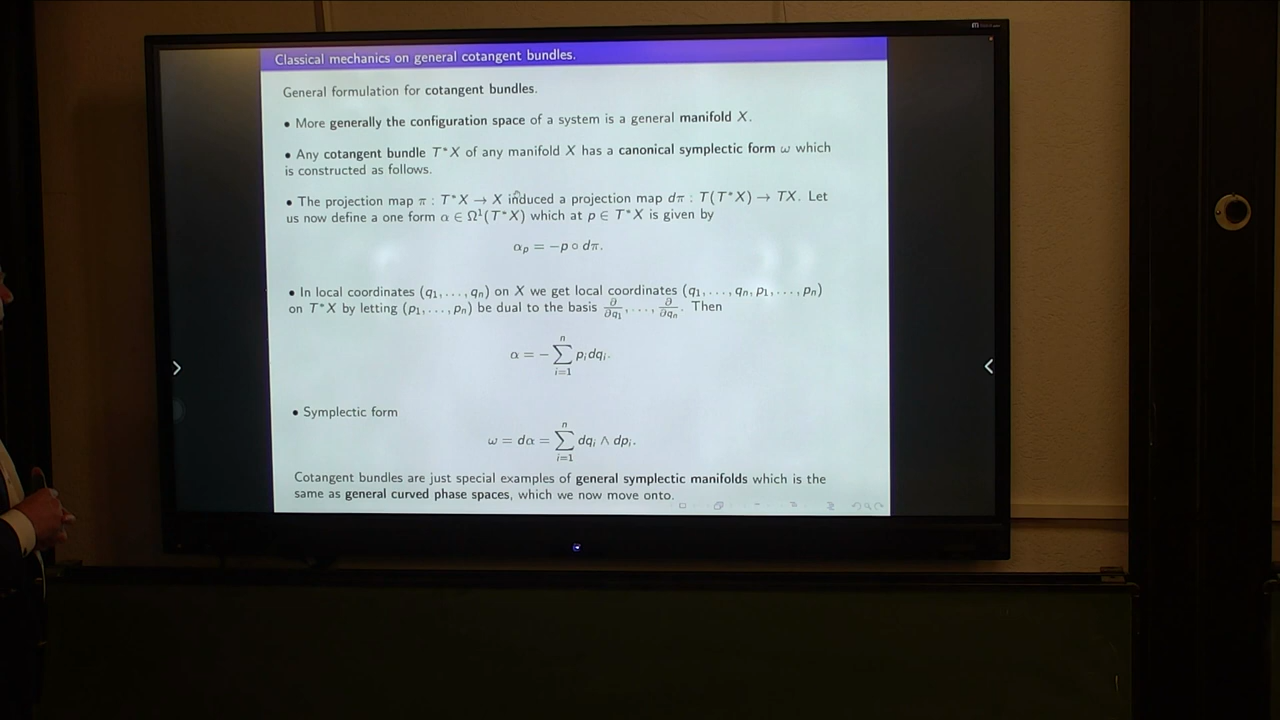 Classical mechanics on general cotangent bundles.
General formulation for cotangent bundles.
• More generally the configuration space of a system is a general manifold X.
• Any cotangent bundle T*X of any manifold X has a canonical symplectic form ω which
is constructed as follows.
• The projection map π : T*X → X induced a projection map dπ : T(T*X) → TX. Let
us now define a one form α ∈ Ω¹(T*X) which at p ∈ T*X is given by
αₚ = −p ∘ dπ.
• In local coordinates (q₁, . . . , qₙ) on X we get local coordinates (q₁, . . . , qₙ, p₁, . . . , pₙ)
on T*X by letting (p₁, . . . , pₙ) be dual to the basis ∂/∂q₁, . . . , ∂/∂qₙ. Then
α = − ∑ᵢ₌₁ⁿ pᵢdqᵢ.
• Symplectic form
ω = dα = ∑ᵢ₌₁ⁿ dqᵢ ∧ dpᵢ.
Cotangent bundles are just special examples of general symplectic manifolds which is the
same as general curved phase spaces, which we now move onto.